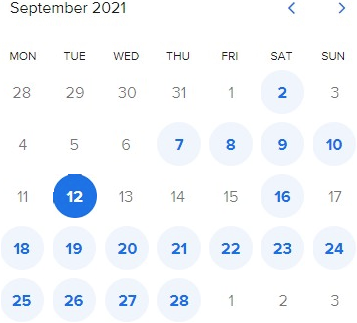 September 2021
MON TUE WED THU FRI SAT SUN
28 29 30 31 1 2 3
4 5 6 7 8 9 10
11 12 13 14 15 16 17
18 19 20 21 22 23 24
25 26 27 28 1 2 3